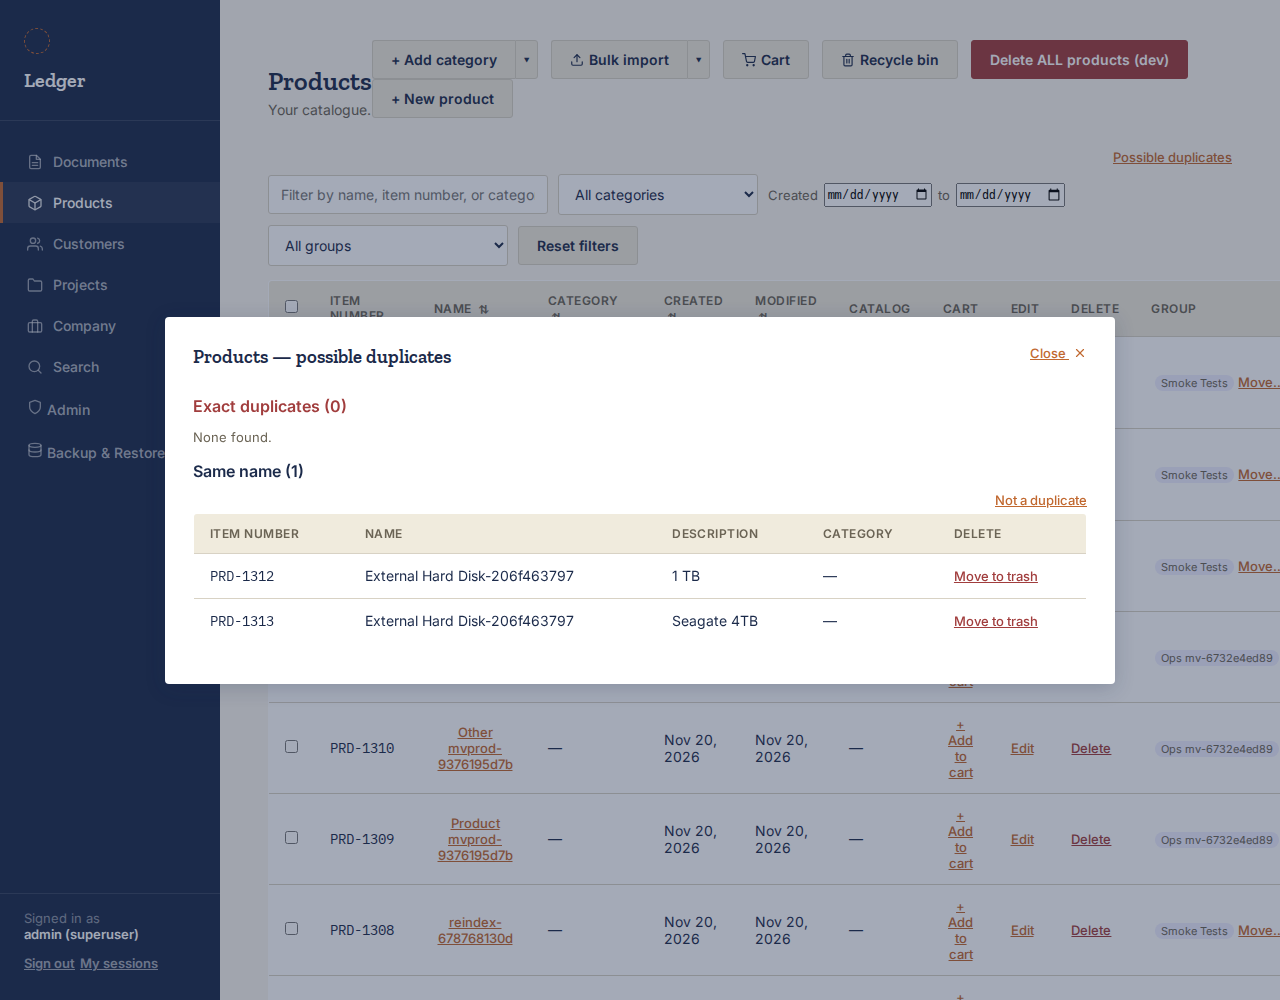 Ledger
Documents
Products
Customers
Projects
Company
Search
Admin
Backup & Restore
Signed in as
admin (superuser)
Sign out My sessions
Products
Your catalogue.
+ Add category ▾
Bulk import ▾
Cart
Recycle bin
Delete ALL products (dev)
+ New product
Possible duplicates
Filter by name, item number, or catego
All categories
Created mm/dd/yyyy to mm/dd/yyyy
All groups
Reset filters
ITEM NUMBER NAME ⇅ CATEGORY CREATED MODIFIED CATALOG CART EDIT DELETE GROUP
Smoke Tests Move...
Smoke Tests Move...
Smoke Tests Move...
Ops mv-6732e4ed89
cart
Products — possible duplicates
Close ×
Exact duplicates (0)
None found.
Same name (1)
Not a duplicate
ITEM NUMBER NAME DESCRIPTION CATEGORY DELETE
PRD-1312 External Hard Disk-206f463797 1 TB — Move to trash
PRD-1313 External Hard Disk-206f463797 Seagate 4TB — Move to trash
PRD-1310 Other mvprod-9376195d7b — Nov 20, 2026 Nov 20, 2026 — + Add to cart Edit Delete Ops mv-6732e4ed89
PRD-1309 Product mvprod-9376195d7b — Nov 20, 2026 Nov 20, 2026 — + Add to cart Edit Delete Ops mv-6732e4ed89
PRD-1308 reindex-678768130d — Nov 20, 2026 Nov 20, 2026 — + Add to cart Edit Delete Smoke Tests Move...
+